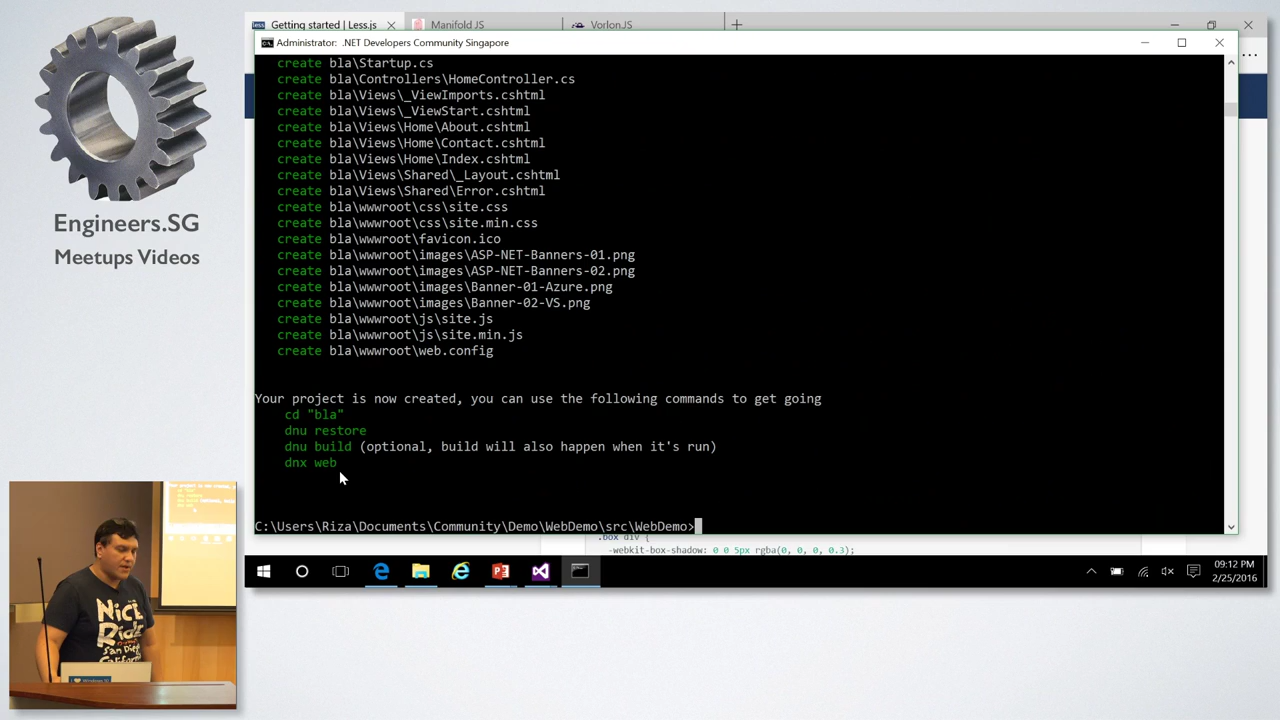 Engineers.SG
Meetups Videos
less Getting started | Less.js
Manifold JS
Vorlon.JS
Administrator: .NET Developers Community Singapore
create bla\Startup.cs
create bla\Controllers\HomeController.cs
create bla\Views\_ViewImports.cshtml
create bla\Views\_ViewStart.cshtml
create bla\Views\Home\About.cshtml
create bla\Views\Home\Contact.cshtml
create bla\Views\Home\Index.cshtml
create bla\Views\Shared\_Layout.cshtml
create bla\Views\Shared\Error.cshtml
create bla\wwwroot\css\site.css
create bla\wwwroot\css\site.min.css
create bla\wwwroot\favicon.ico
create bla\wwwroot\images\ASP-NET-Banners-01.png
create bla\wwwroot\images\ASP-NET-Banners-02.png
create bla\wwwroot\images\Banner-01-Azure.png
create bla\wwwroot\images\Banner-02-VS.png
create bla\wwwroot\js\site.js
create bla\wwwroot\js\site.min.js
create bla\wwwroot\web.config
Your project is now created, you can use the following commands to get going
cd "bla"
dnu restore
dnu build (optional, build will also happen when it's run)
dnx web
C:\Users\Riza\Documents\Community\Demo\WebDemo\src\WebDemo>
.box div {
-webkit-box-shadow: 0 0 5px rgba(0, 0, 0, 0.3);
09:12 PM
2/25/2016
NICE
RIDE
San Diego
California